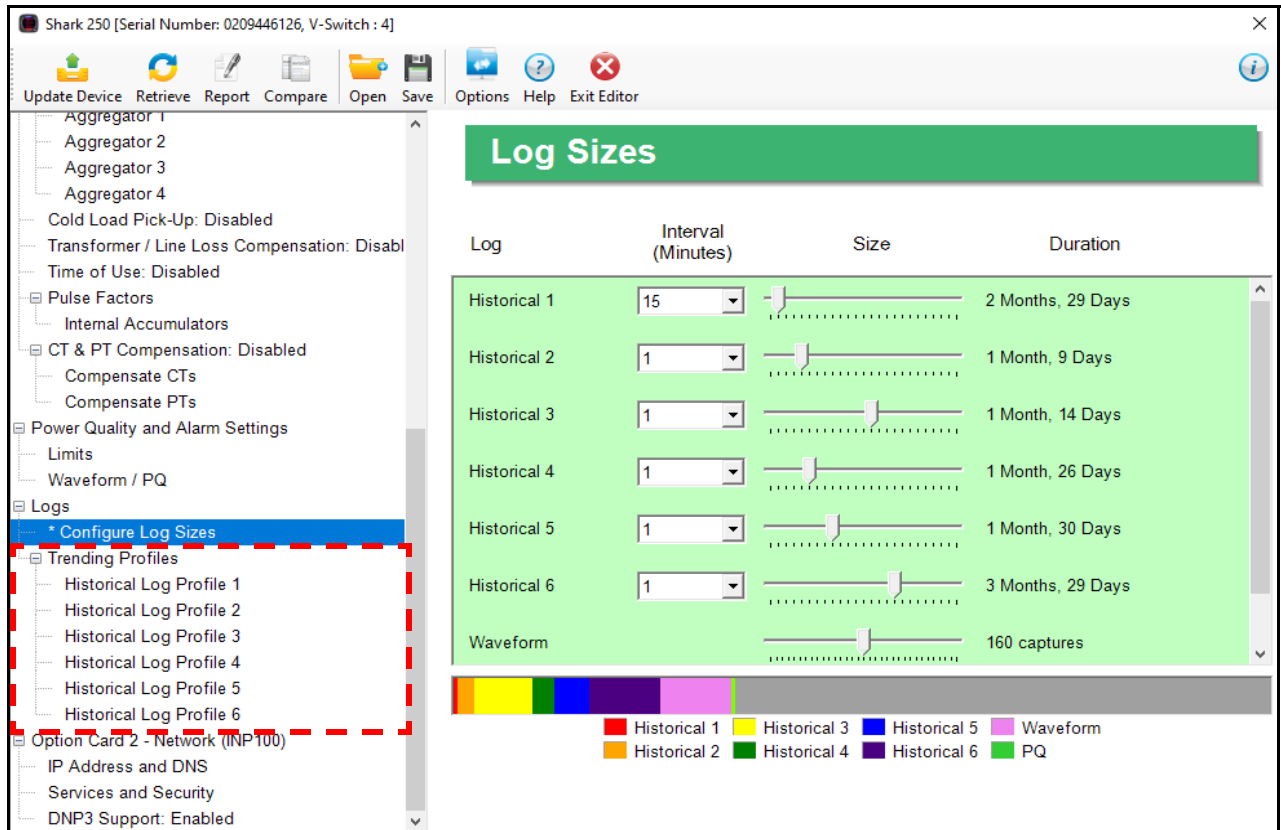 Shark 250 [Serial Number: 0209446126, V-Switch : 4]
Update Device Retrieve Report Compare Open Save Options Help Exit Editor
Aggregator 1
Aggregator 2
Aggregator 3
Aggregator 4
Cold Load Pick-Up: Disabled
Transformer / Line Loss Compensation: Disabl
Time of Use: Disabled
Pulse Factors
Internal Accumulators
CT & PT Compensation: Disabled
Compensate CTs
Compensate PTs
Power Quality and Alarm Settings
Limits
Waveform / PQ
Logs
* Configure Log Sizes
Trending Profiles
Historical Log Profile 1
Historical Log Profile 2
Historical Log Profile 3
Historical Log Profile 4
Historical Log Profile 5
Historical Log Profile 6
Option Card 2 - Network (INP100)
IP Address and DNS
Services and Security
DNP3 Support: Enabled
Log Sizes
Log Interval (Minutes) Size Duration
Historical 1 15 2 Months, 29 Days
Historical 2 1 1 Month, 9 Days
Historical 3 1 1 Month, 14 Days
Historical 4 1 1 Month, 26 Days
Historical 5 1 1 Month, 30 Days
Historical 6 1 3 Months, 29 Days
Waveform 160 captures
Historical 1 Historical 3 Historical 5 Waveform
Historical 2 Historical 4 Historical 6 PQ